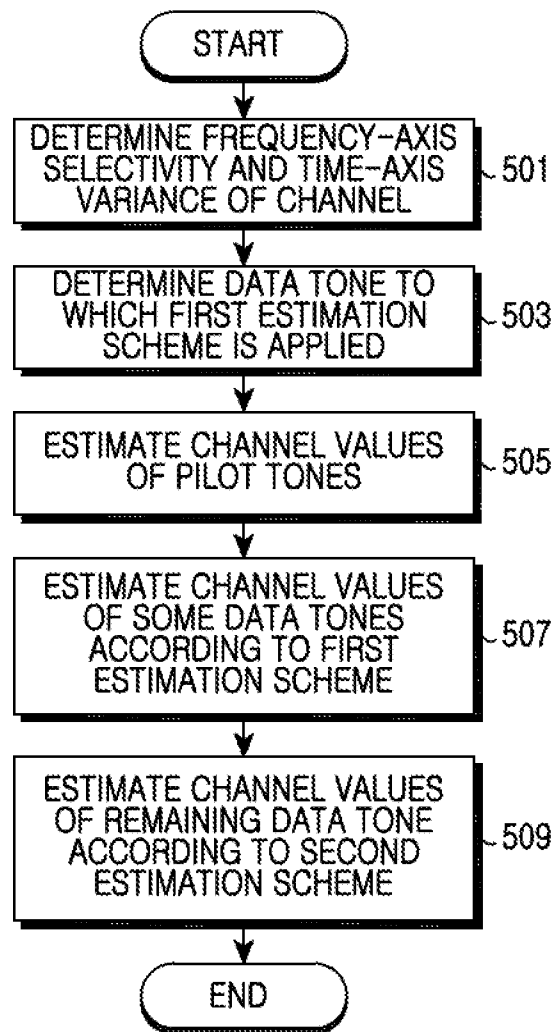 START
DETERMINE FREQUENCY-AXIS
SELECTIVITY AND TIME-AXIS
VARIANCE OF CHANNEL
501
DETERMINE DATA TONE TO
WHICH FIRST ESTIMATION
SCHEME IS APPLIED
503
ESTIMATE CHANNEL VALUES
OF PILOT TONES
505
ESTIMATE CHANNEL VALUES
OF SOME DATA TONES
ACCORDING TO FIRST
ESTIMATION SCHEME
507
ESTIMATE CHANNEL VALUES
OF REMAINING DATA TONE
ACCORDING TO SECOND
ESTIMATION SCHEME
509
END